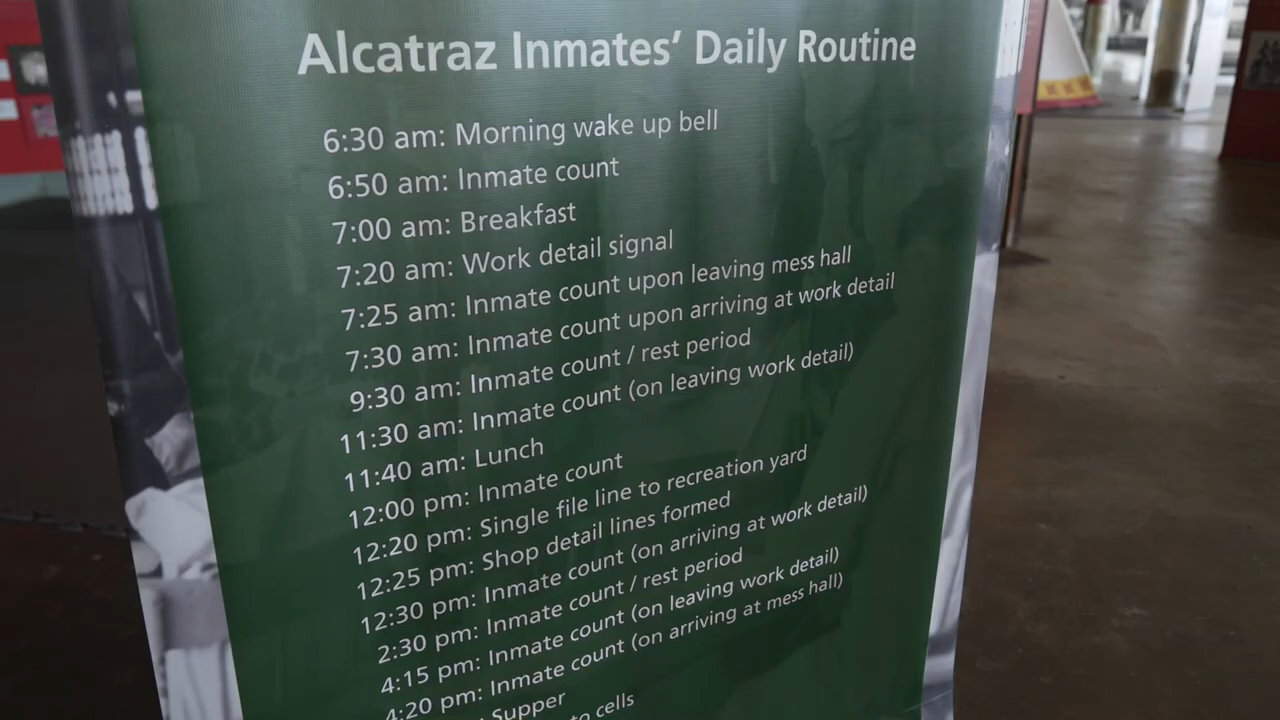 Alcatraz Inmates' Daily Routine
6:30 am: Morning wake up bell
6:50 am: Inmate count
7:00 am: Breakfast
7:20 am: Work detail signal
7:25 am: Inmate count upon leaving mess hall
7:30 am: Inmate count upon arriving at work detail
9:30 am: Inmate count / rest period
11:30 am: Inmate count (on leaving work detail)
11:40 am: Lunch
12:00 pm: Inmate count
12:20 pm: Single file line to recreation yard
12:25 pm: Shop detail lines formed
12:30 pm: Inmate count (on arriving at work detail)
2:30 pm: Inmate count / rest period
4:15 pm: Inmate count (on leaving work detail)
4:20 pm: Inmate count (on arriving at mess hall)
Supper
to cells